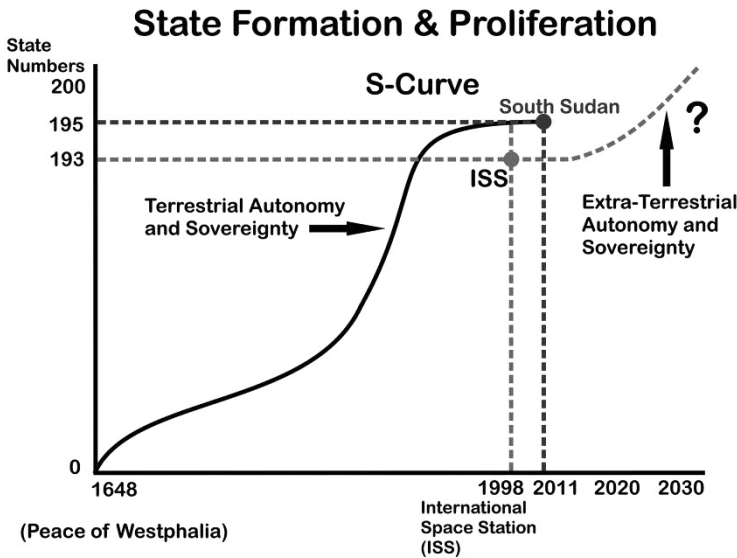 State Formation & Proliferation
State
Numbers
200
S-Curve
South Sudan
195
?
193
ISS
Terrestrial Autonomy
and Sovereignty
Extra-Terrestrial
Autonomy and
Sovereignty
0
1648
1998
2011
2020
2030
International
Space Station
(ISS)
(Peace of Westphalia)